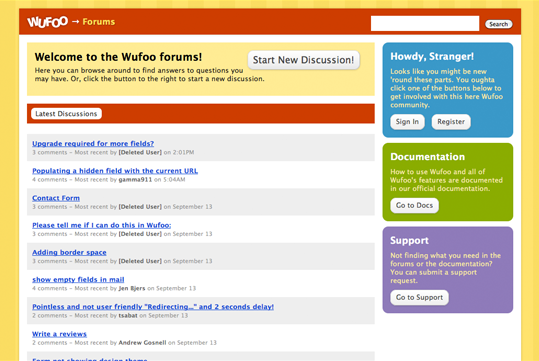 WUFOO → Forums
Search
Welcome to the Wufoo forums!
Here you can browse around to find answers to questions you
may have. Or, click the button to the right to start a new discussion.
Start New Discussion!
Latest Discussions
Upgrade required for more fields?
3 comments – Most recent by [Deleted User] on 2:01PM
Populating a hidden field with the current URL
4 comments – Most recent by gamma911 on 5:04AM
Contact Form
3 comments – Most recent by [Deleted User] on September 13
Please tell me if I can do this in Wufoo:
3 comments – Most recent by [Deleted User] on September 13
Adding border space
3 comments – Most recent by [Deleted User] on September 13
show empty fields in mail
4 comments – Most recent by Jen Bjers on September 13
Pointless and not user friendly "Redirecting..." and 2 seconds delay!
2 comments – Most recent by tsabat on September 13
Write a reviews
2 comments – Most recent by Andrew Gosnell on September 13
Form not showing design theme
Howdy, Stranger!
Looks like you might be new
'round these parts. You oughta
click one of the buttons below to
get involved with this here Wufoo
community.
Sign In
Register
Documentation
How to use Wufoo and all of
Wufoo's features are documented
in our official documentation.
Go to Docs
Support
Not finding what you need in the
forums or the documentation?
You can submit a support
request.
Go to Support